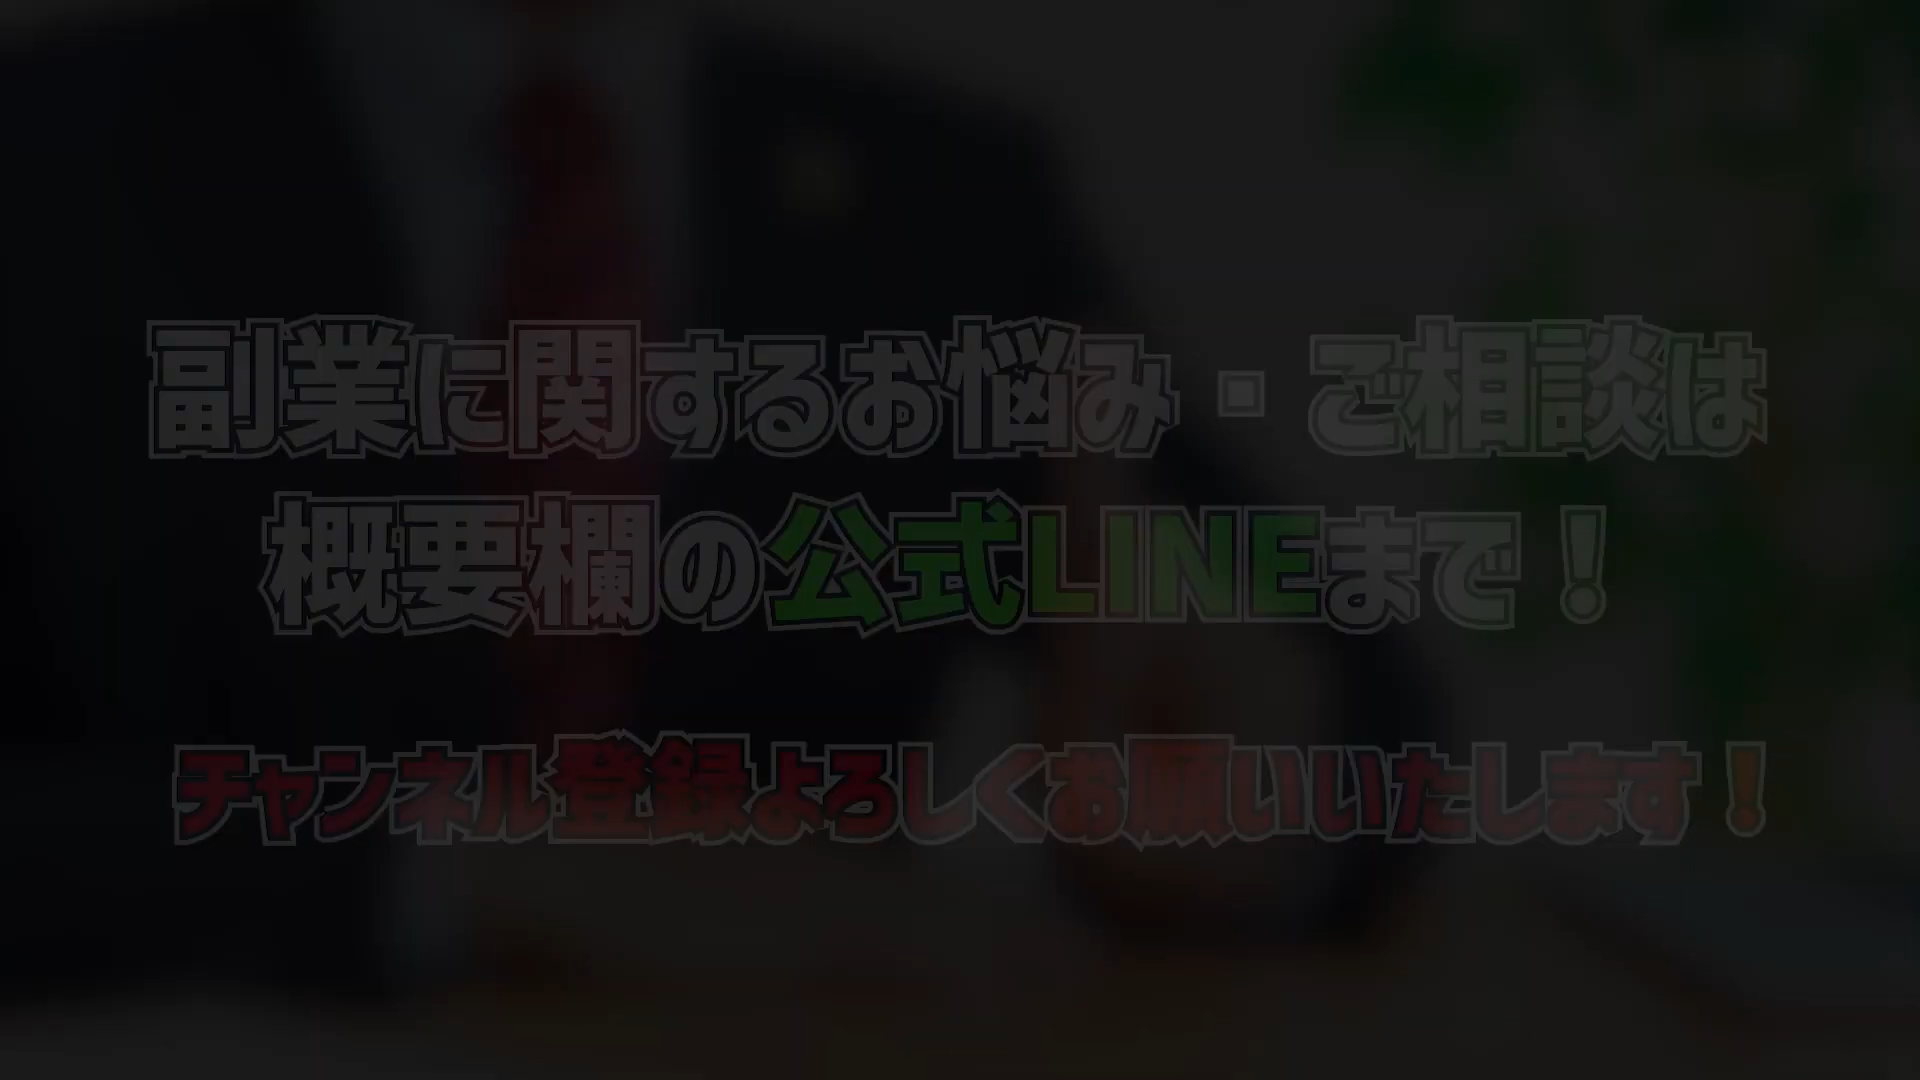 副業に関するお悩み・ご相談は
概要欄の公式LINEまで！
チャンネル登録よろしくお願いいたします！